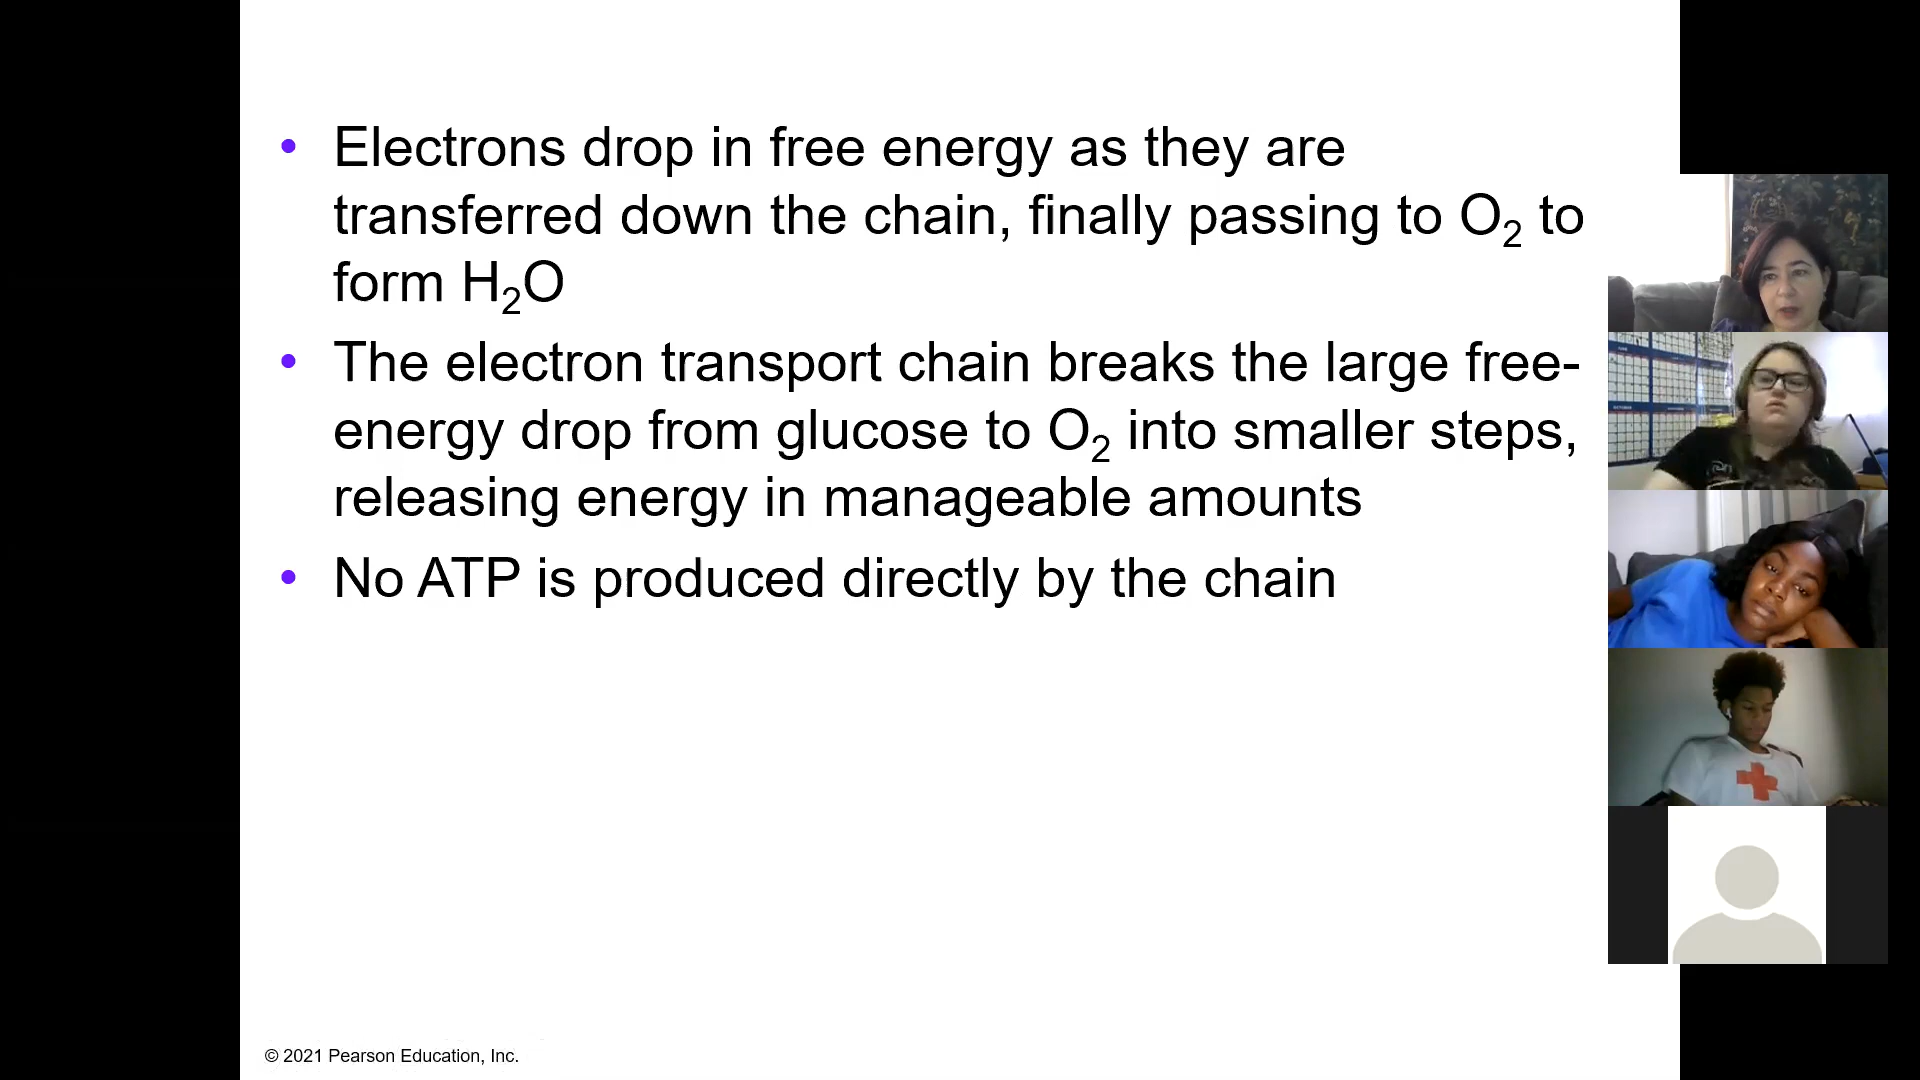 • Electrons drop in free energy as they are
transferred down the chain, finally passing to O₂ to
form H₂O
• The electron transport chain breaks the large free-
energy drop from glucose to O₂ into smaller steps,
releasing energy in manageable amounts
• No ATP is produced directly by the chain
© 2021 Pearson Education, Inc.